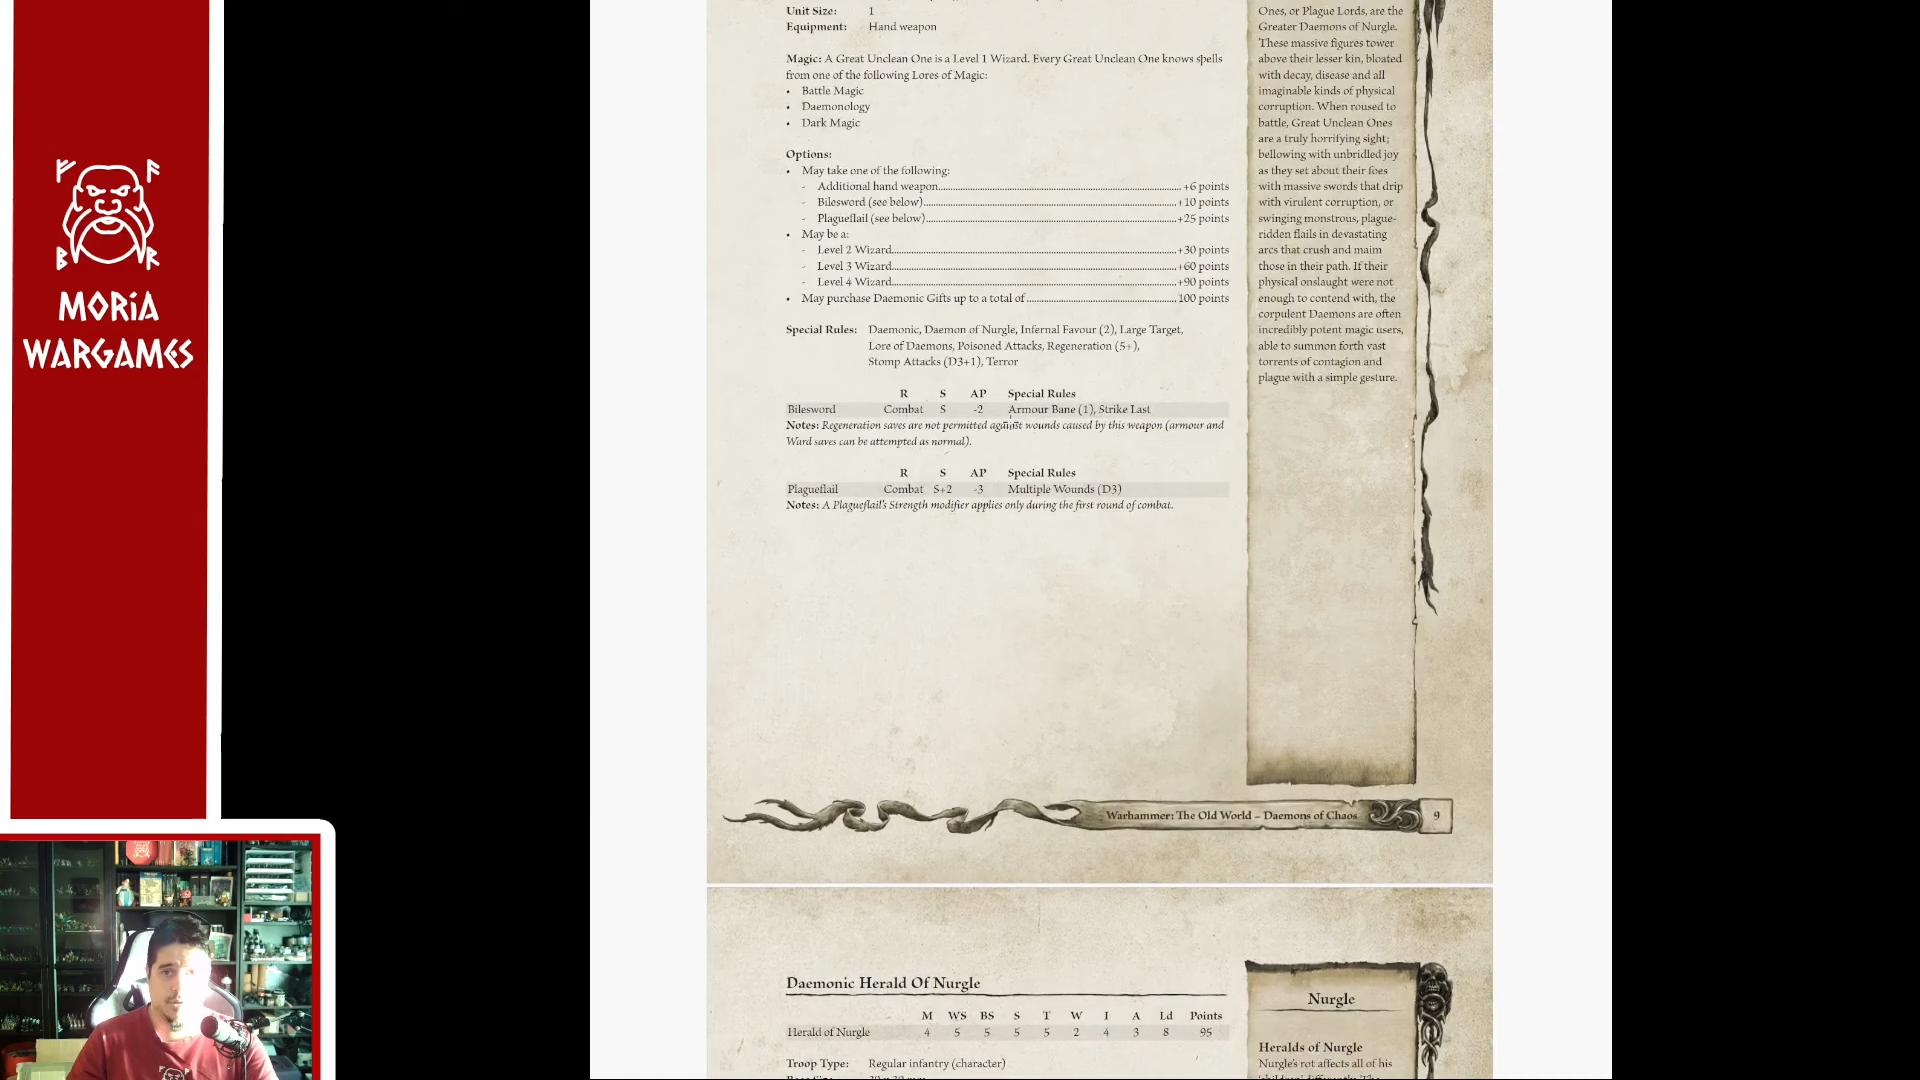 MORIA
WARGAMES
Unit Size: 1
Equipment: Hand weapon
Magic: A Great Unclean One is a Level 1 Wizard. Every Great Unclean One knows spells
from one of the following Lores of Magic:
• Battle Magic
• Daemonology
• Dark Magic
Options:
• May take one of the following:
- Additional hand weapon +6 points
- Bilesword (see below) +10 points
- Plagueflail (see below) +25 points
• May be a:
- Level 2 Wizard +30 points
- Level 3 Wizard +60 points
- Level 4 Wizard +90 points
• May purchase Daemonic Gifts up to a total of 100 points
Special Rules: Daemonic, Daemon of Nurgle, Infernal Favour (2), Large Target,
Lore of Daemons, Poisoned Attacks, Regeneration (5+),
Stomp Attacks (D3+1), Terror
R S AP Special Rules
Bilesword Combat S -2 Armour Bane (1), Strike Last
Notes: Regeneration saves are not permitted against wounds caused by this weapon (armour and
Ward saves can be attempted as normal).
R S AP Special Rules
Plagueflail Combat S+2 -3 Multiple Wounds (D3)
Notes: A Plagueflail's Strength modifier applies only during the first round of combat.
Ones, or Plague Lords, are the
Greater Daemons of Nurgle.
These massive figures tower
above their lesser kin, bloated
with decay, disease and all
imaginable kinds of physical
corruption. When roused to
battle, Great Unclean Ones
are a truly horrifying sight;
bellowing with unbridled joy
as they set about their foes
with massive swords that drip
with virulent corruption, or
swinging monstrous, plague-
ridden flails in devastating
arcs that crush and maim
those in their path. If their
physical onslaught were not
enough to contend with, the
corpulent Daemons are often
incredibly potent magic users,
able to summon forth vast
torrents of contagion and
plague with a simple gesture.
Warhammer: The Old World – Daemons of Chaos 9
Daemonic Herald Of Nurgle
M WS BS S T W I A Ld Points
Herald of Nurgle 4 5 5 5 5 2 4 3 8 95
Troop Type: Regular infantry (character)
Nurgle
Heralds of Nurgle
Nurgle's rot affects all of his